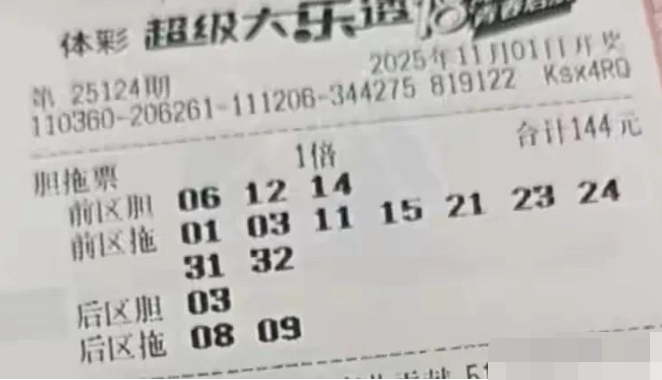 体彩 超级大乐透
第 25124期
2025年11月01日开奖
110360-206261-111206-344275 819122 Ksx4RQ
胆拖票 1倍 合计144元
前区胆 06 12 14
前区拖 01 03 11 15 21 23 24
31 32
后区胆 03
后区拖 08 09